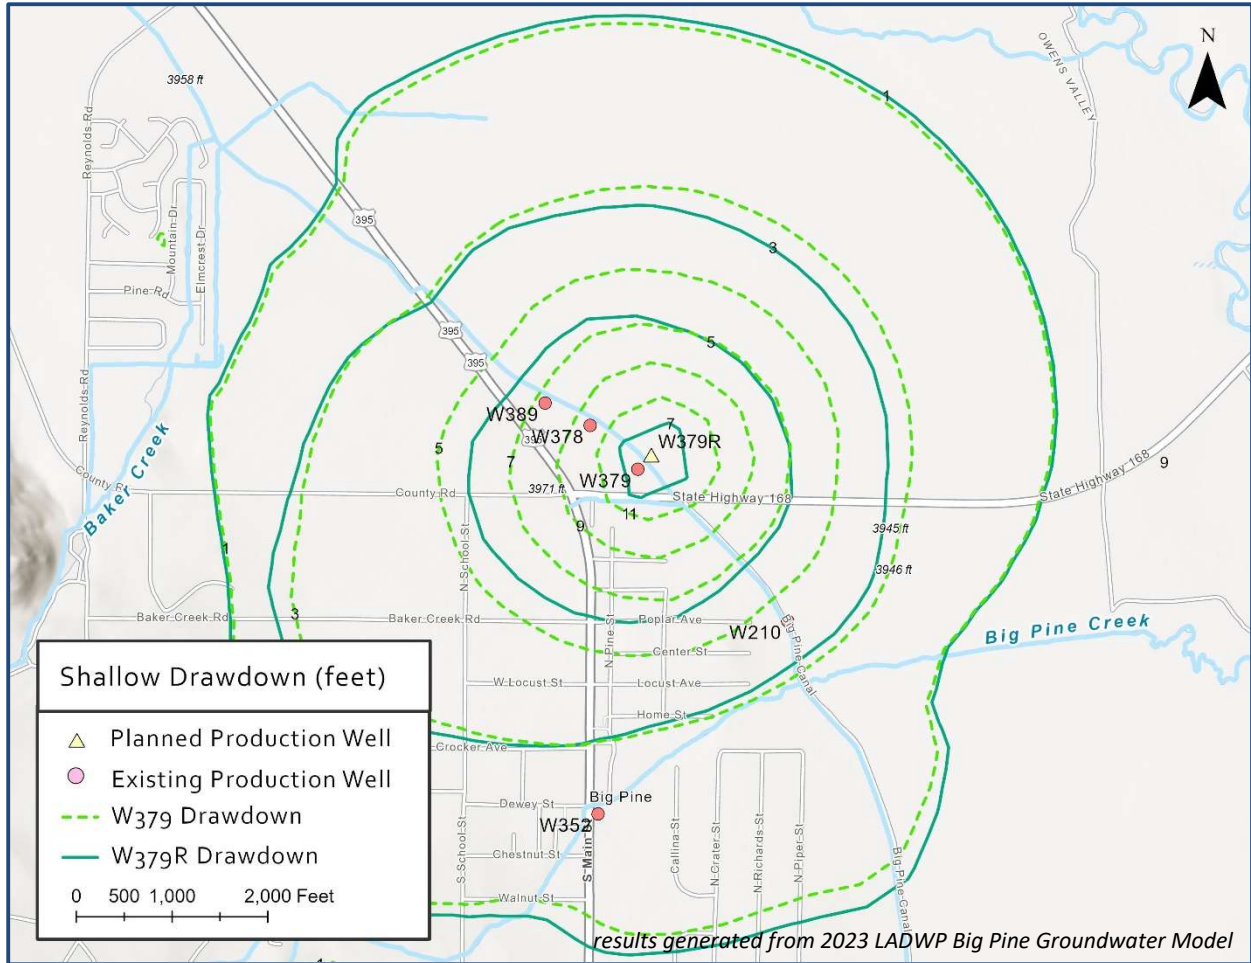 N
OWENS VALLEY
3958 ft
1
Reynolds Rd
Mountain Dr
Elmcrest Dr
395
3
Pine Rd
395
5
395
Reynolds Rd
W389
7
395
W378
W379R
5
7
W379
9
County Rd
3971 ft
County Rd
State Highway 168
State Highway 168
Baker Creek
11
9
3945 ft
1
N School St
3946 ft
3
Baker Creek Rd
Baker Creek Rd
Poplar Ave
W210
Big Pine Canal
Big Pine Creek
N Pine St
Center St
W Locust St
Locust Ave
Home St
Crocker Ave
Big Pine
Dewey St
W352
S Main St
Chestnut St
S School St
Callina St
N Crater St
N Richards St
N Piper St
Walnut St
Big Pine Canal
1
Shallow Drawdown (feet)
Planned Production Well
Existing Production Well
W379 Drawdown
W379R Drawdown
0 500 1,000 2,000 Feet
results generated from 2023 LADWP Big Pine Groundwater Model